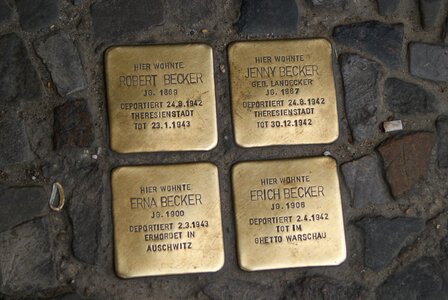 HIER WOHNTE
ROBERT BECKER
JG. 1869
DEPORTIERT 24.8.1942
THERESIENSTADT
TOT 23.1.1943
HIER WOHNTE
JENNY BECKER
GEB. LANDECKER
JG. 1867
DEPORTIERT 24.8.1942
THERESIENSTADT
TOT 30.12.1942
HIER WOHNTE
ERNA BECKER
JG. 1900
DEPORTIERT 2.3.1943
ERMORDET IN
AUSCHWITZ
HIER WOHNTE
ERICH BECKER
JG. 1906
DEPORTIERT 2.4.1942
TOT IM
GHETTO WARSCHAU